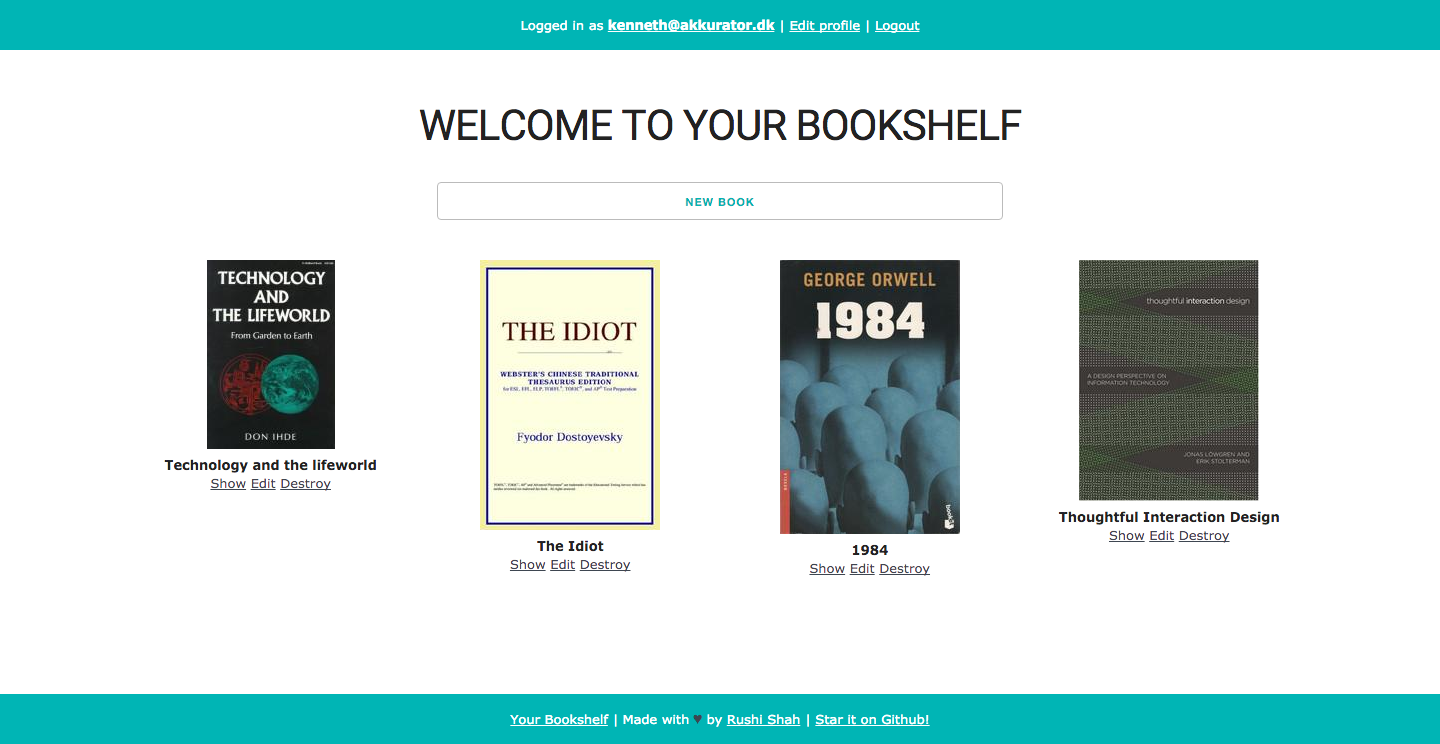 Logged in as kenneth@akkurator.dk | Edit profile | Logout
WELCOME TO YOUR BOOKSHELF
NEW BOOK
TECHNOLOGY
AND
THE LIFEWORLD
From Garden to Earth
DON IHDE
Technology and the lifeworld
Show Edit Destroy
THE IDIOT
WEBSTER'S CHINESE TRADITIONAL
THESAURUS EDITION
for ESL, EFL, ELP, TOEFL®, TOEIC®, and AP® Test Preparation
Fyodor Dostoyevsky
The Idiot
Show Edit Destroy
GEORGE ORWELL
1984
booket
1984
Show Edit Destroy
thoughtful interaction design
A DESIGN PERSPECTIVE ON
INFORMATION TECHNOLOGY
JONAS LÖWGREN AND
ERIK STOLTERMAN
Thoughtful Interaction Design
Show Edit Destroy
Your Bookshelf | Made with ♥ by Rushi Shah | Star it on Github!